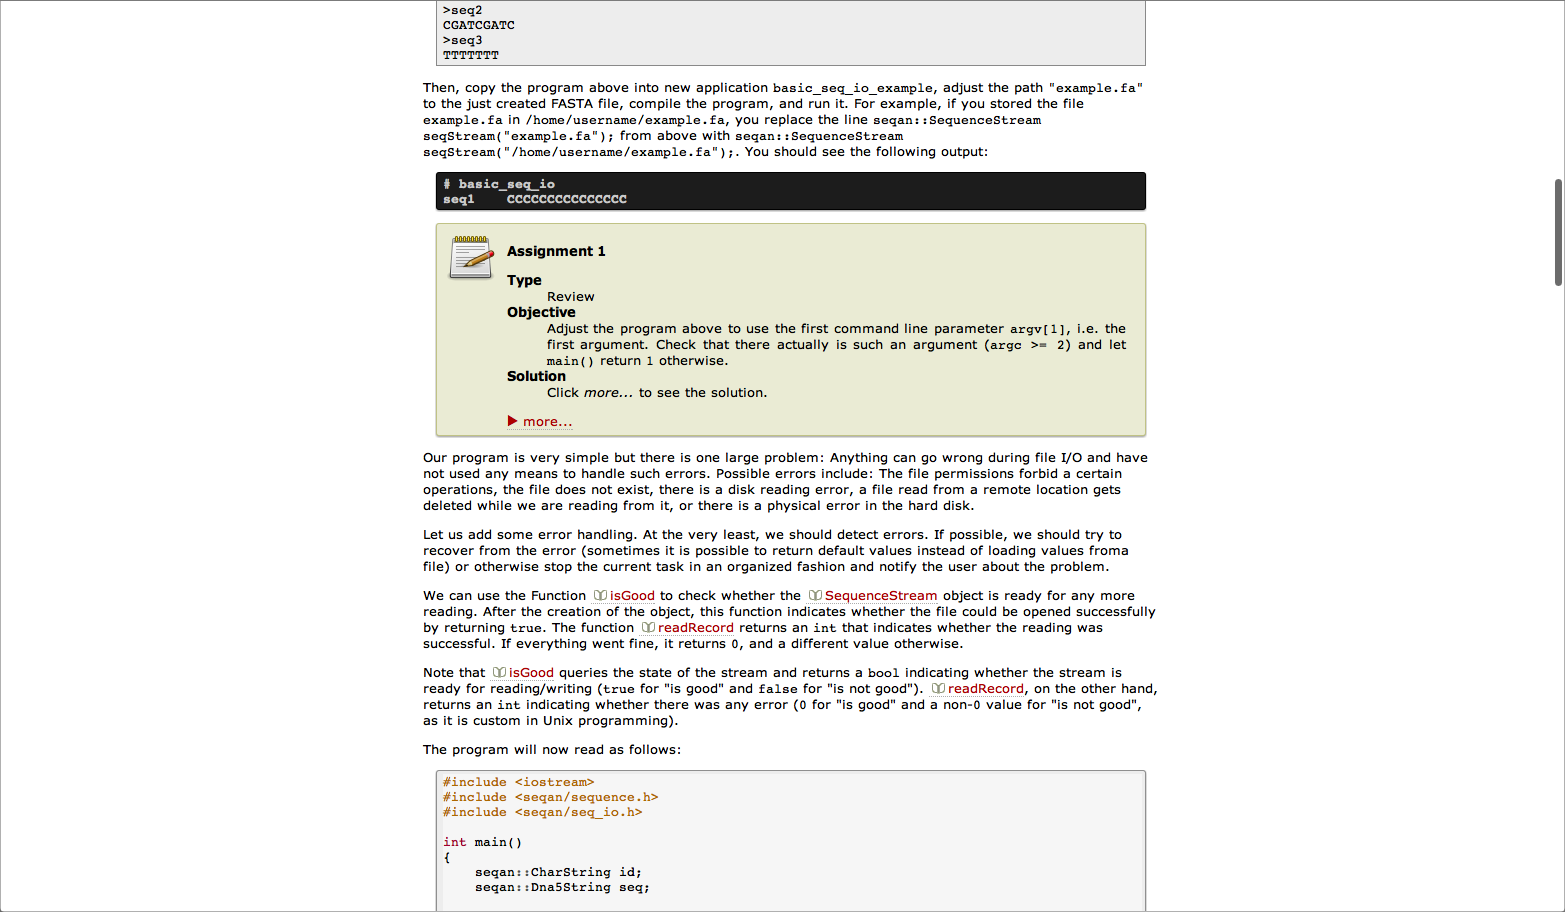 >seq2
CGATCGATC
>seq3
TTTTTTT
Then, copy the program above into new application basic_seq_io_example, adjust the path "example.fa"
to the just created FASTA file, compile the program, and run it. For example, if you stored the file
example.fa in /home/username/example.fa, you replace the line seqan::SequenceStream
seqStream("example.fa"); from above with seqan::SequenceStream
seqStream("/home/username/example.fa");. You should see the following output:
# basic_seq_io
seq1    CCCCCCCCCCCCCCC
Assignment 1
Type
Review
Objective
Adjust the program above to use the first command line parameter argv[1], i.e. the
first argument. Check that there actually is such an argument (argc >= 2) and let
main() return 1 otherwise.
Solution
Click more... to see the solution.
▶ more...
Our program is very simple but there is one large problem: Anything can go wrong during file I/O and have
not used any means to handle such errors. Possible errors include: The file permissions forbid a certain
operations, the file does not exist, there is a disk reading error, a file read from a remote location gets
deleted while we are reading from it, or there is a physical error in the hard disk.
Let us add some error handling. At the very least, we should detect errors. If possible, we should try to
recover from the error (sometimes it is possible to return default values instead of loading values froma
file) or otherwise stop the current task in an organized fashion and notify the user about the problem.
We can use the Function isGood to check whether the SequenceStream object is ready for any more
reading. After the creation of the object, this function indicates whether the file could be opened successfully
by returning true. The function readRecord returns an int that indicates whether the reading was
successful. If everything went fine, it returns 0, and a different value otherwise.
Note that isGood queries the state of the stream and returns a bool indicating whether the stream is
ready for reading/writing (true for "is good" and false for "is not good"). readRecord, on the other hand,
returns an int indicating whether there was any error (0 for "is good" and a non-0 value for "is not good",
as it is custom in Unix programming).
The program will now read as follows:
#include <iostream>
#include <seqan/sequence.h>
#include <seqan/seq_io.h>
int main()
{
    seqan::CharString id;
    seqan::Dna5String seq;